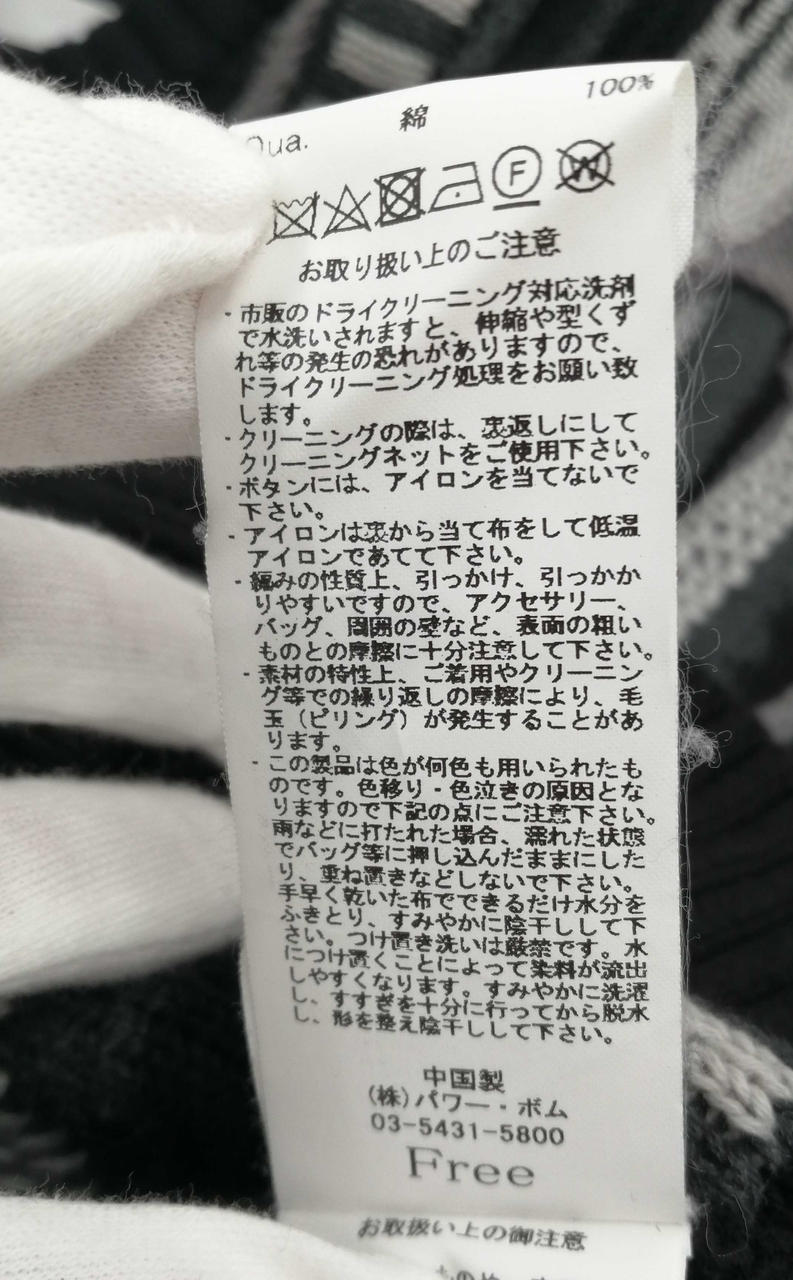 Qua. 綿 100%
F W
お取り扱い上のご注意
・市販のドライクリーニング対応洗剤
で水洗いされますと、伸縮や型くず
れ等の発生の恐れがありますので、
ドライクリーニング処理をお願い致
します。
・クリーニングの際は、裏返しにして
クリーニングネットをご使用下さい。
・ボタンには、アイロンを当てないで
下さい。
・アイロンは裏から当て布をして低温
アイロンであてて下さい。
・編みの性質上、引っかけ、引っかか
りやすいですので、アクセサリー、
バッグ、周囲の壁など、表面の粗い
ものとの摩擦に十分注意して下さい。
・素材の特性上、ご着用やクリーニン
グ等での繰り返しの摩擦により、毛
玉（ピリング）が発生することがあ
ります。
・この製品は色が何色も用いられたも
のです。色移り・色泣きの原因とな
りますので下記の点にご注意下さい。
雨などに打たれた場合、濡れた状態
でバッグ等に押し込んだままにした
り、重ね置きなどしないで下さい。
手早く乾いた布でできるだけ水分を
ふきとり、すみやかに陰干しして下
さい。つけ置き洗いは厳禁です。水
につけ置くことによって染料が流出
しやすくなります。すみやかに洗濯
し、すすぎを十分に行ってから脱水
し、形を整え陰干しして下さい。
中国製
(株)パワー・ボム
03-5431-5800
Free
お取扱い上の御注意